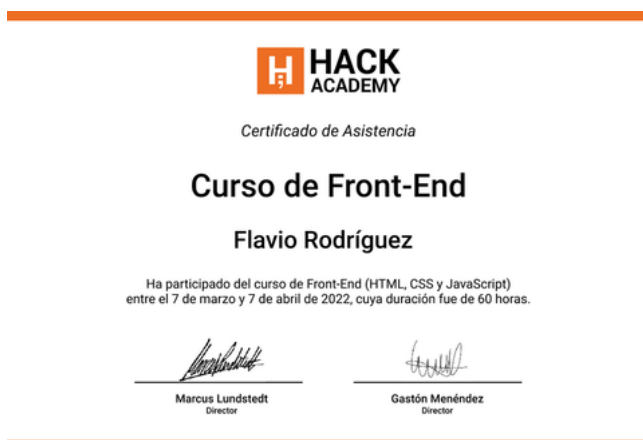 HACK
ACADEMY
Certificado de Asistencia
Curso de Front-End
Flavio Rodríguez
Ha participado del curso de Front-End (HTML, CSS y JavaScript)
entre el 7 de marzo y 7 de abril de 2022, cuya duración fue de 60 horas.
Marcus Lundstedt
Director
Gastón Menéndez
Director